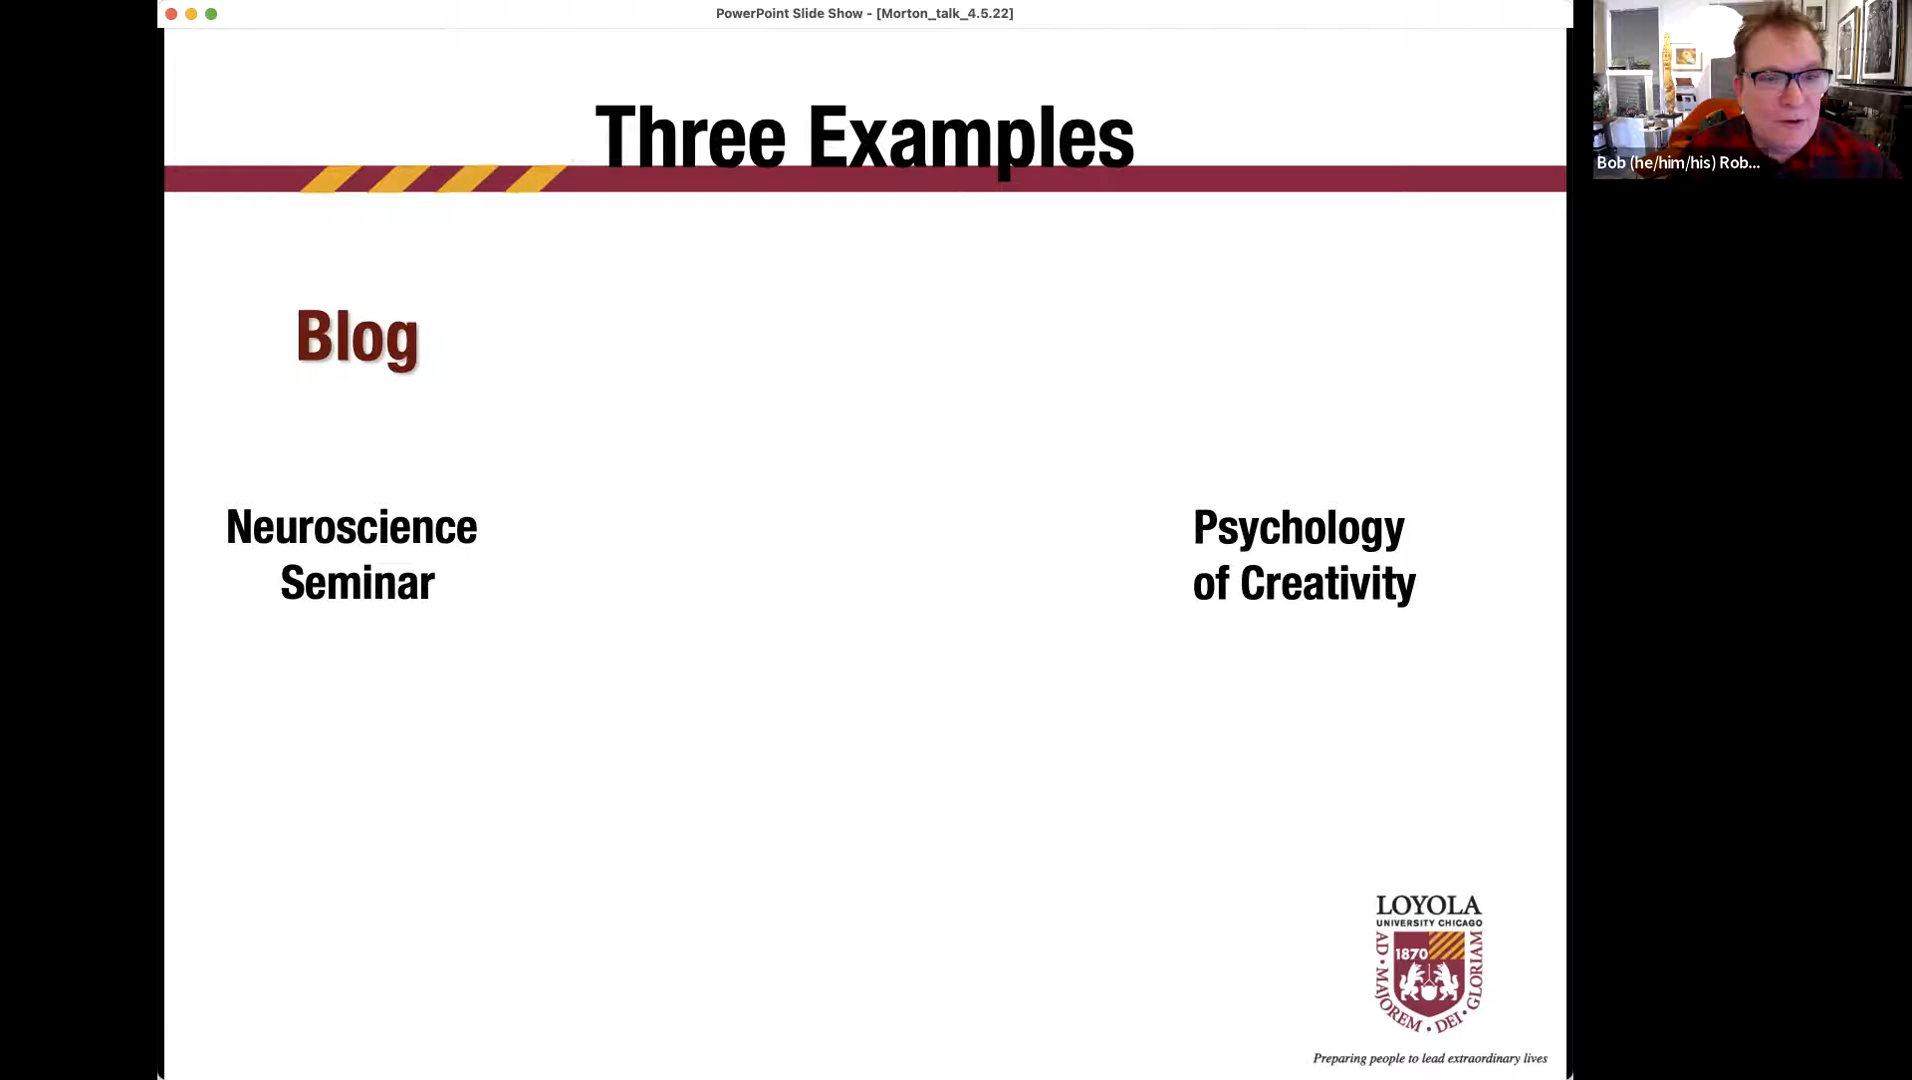 PowerPoint Slide Show - [Morton_talk_4.5.22]
Three Examples
Bob (he/him/his) Rob...
Blog
Neuroscience
Seminar
Psychology
of Creativity
LOYOLA
UNIVERSITY CHICAGO
1870
AD • MAJOREM • DEI • GLORIAM
Preparing people to lead extraordinary lives